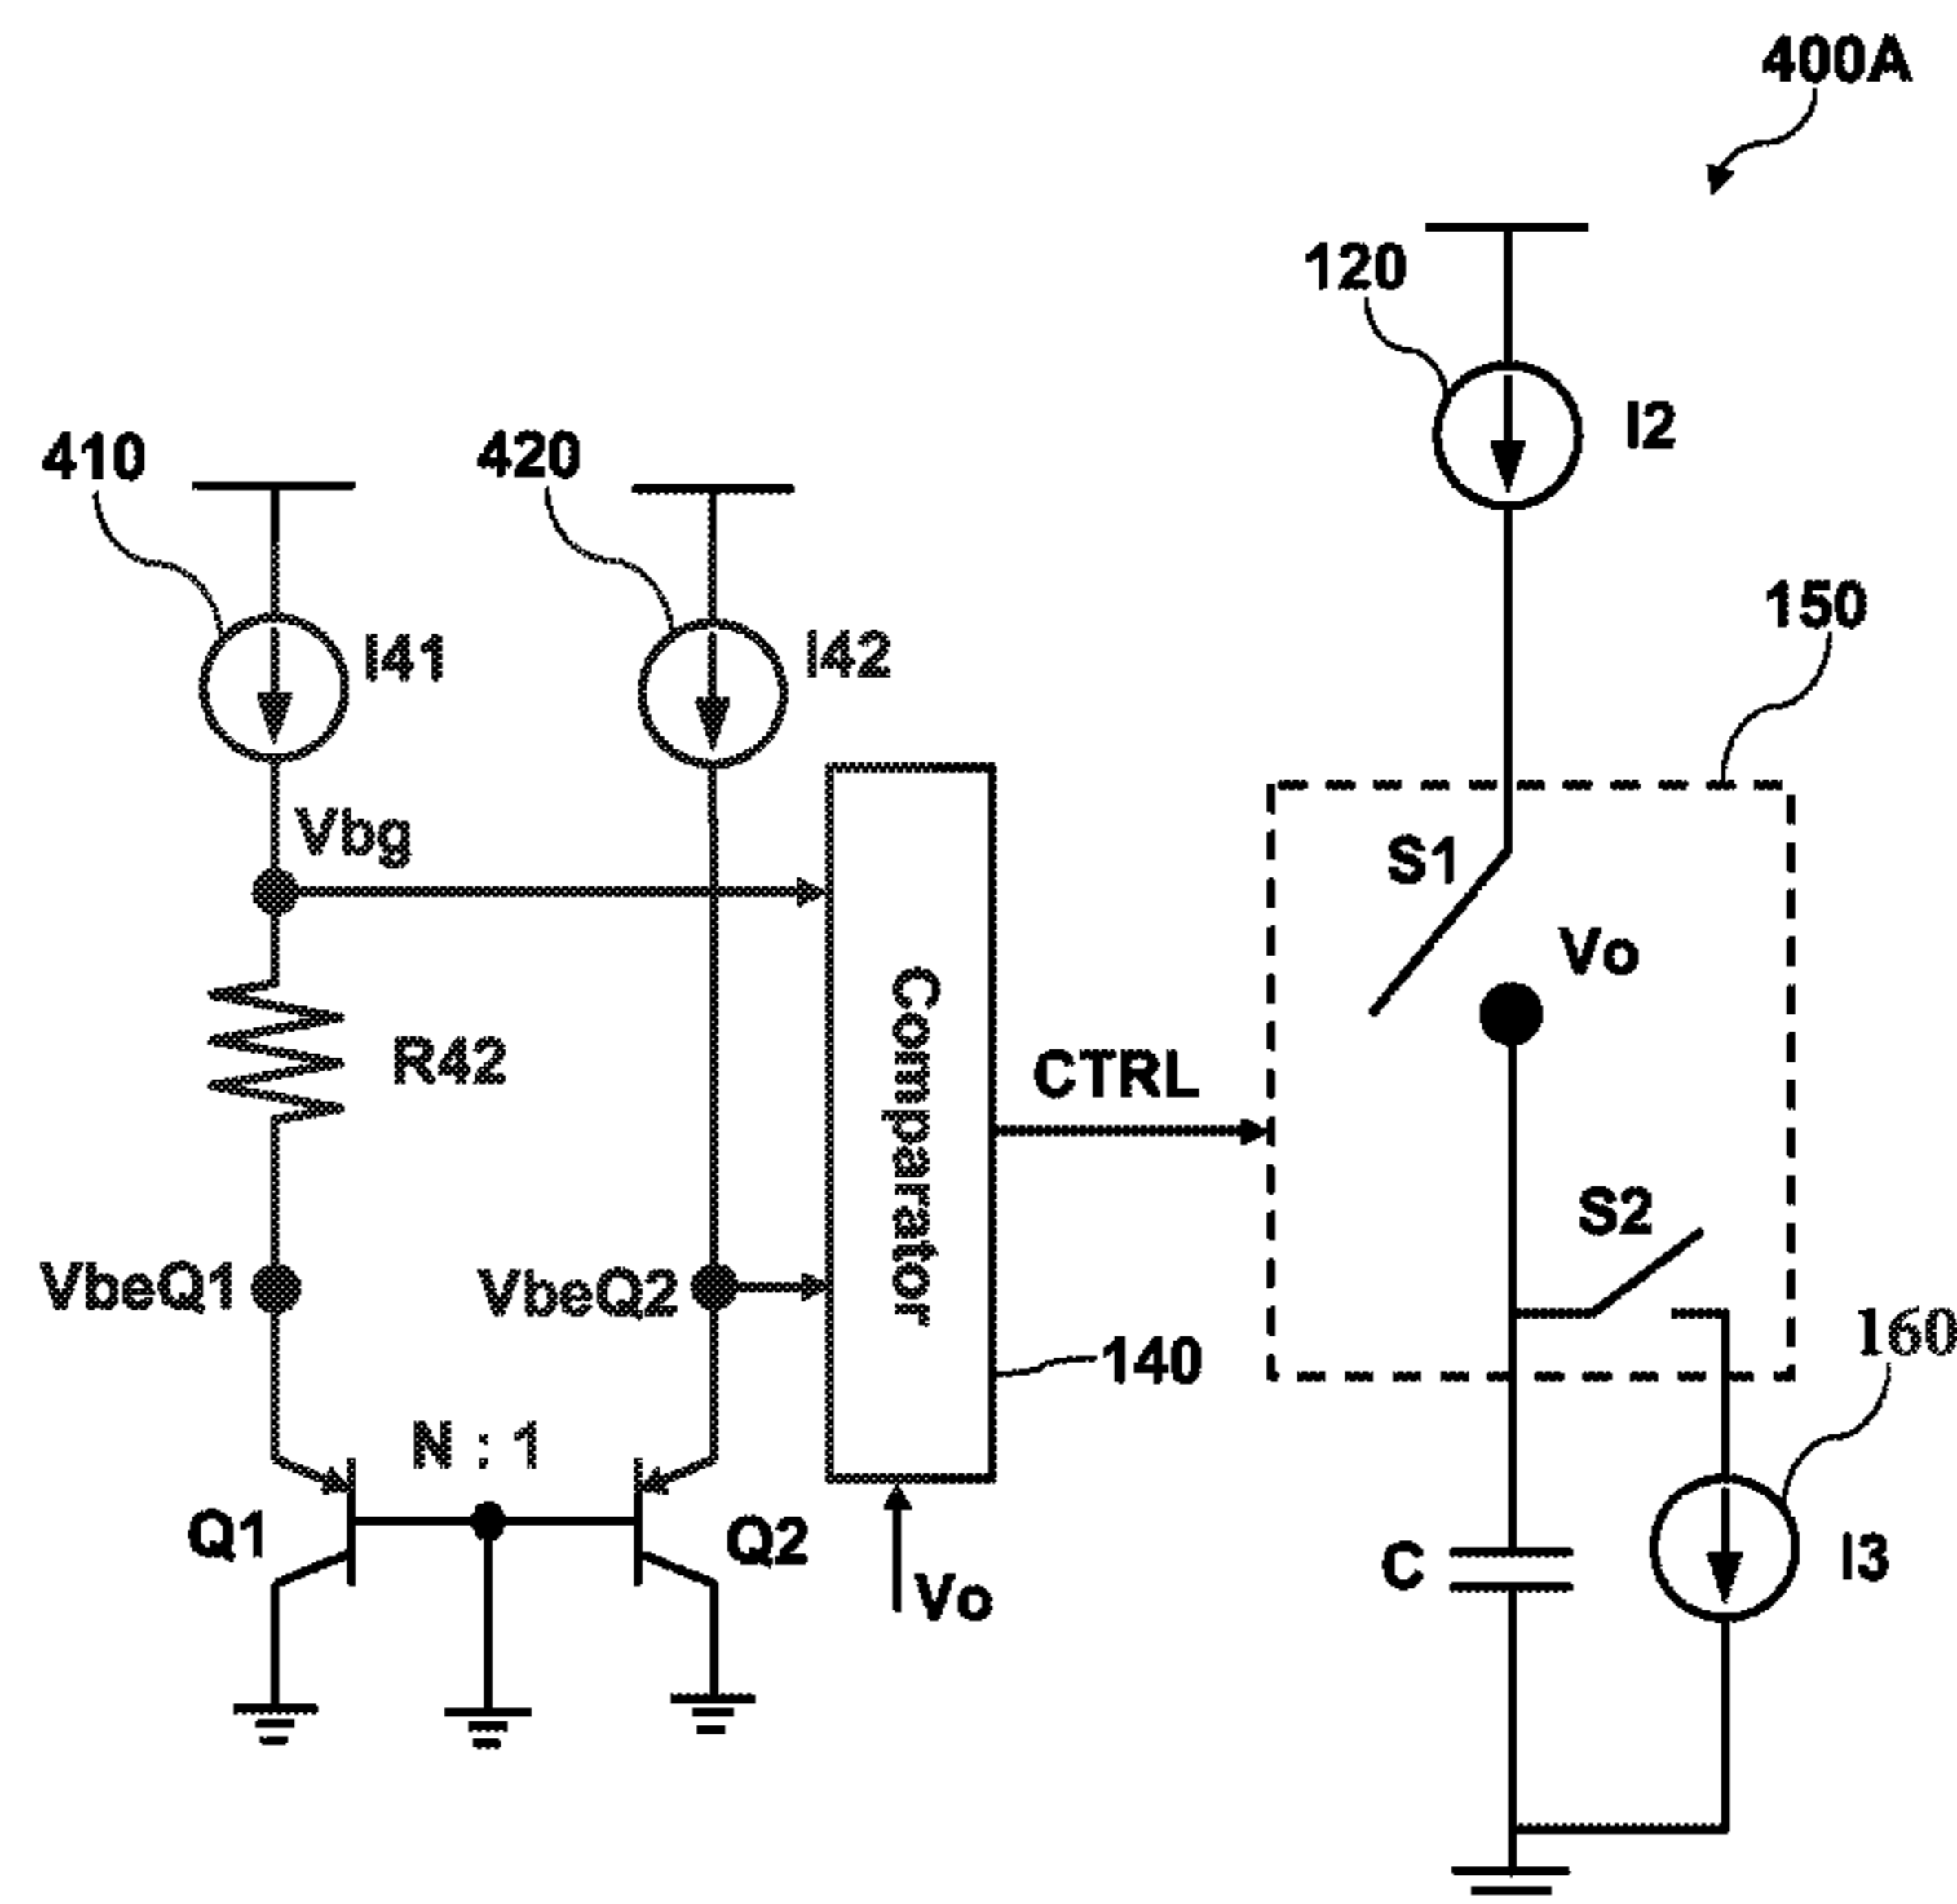 400A
120
I2
410
420
150
I41
I42
Vbg
S1
Vo
R42
Comparator
CTRL
S2
VbeQ1
VbeQ2
160
140
N : 1
Q1
Q2
C
I3
Vo